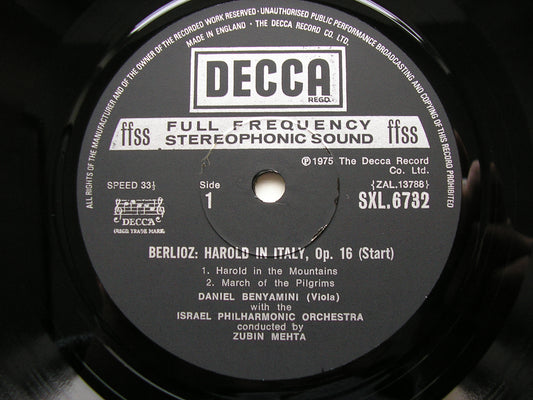 ALL RIGHTS OF THE MANUFACTURER AND OF THE OWNER OF THE RECORDED WORK RESERVED · UNAUTHORISED PUBLIC PERFORMANCE BROADCASTING AND COPYING OF THIS RECORD PROHIBITED
MADE IN ENGLAND · THE DECCA RECORD CO. LTD.
DECCA
REGD.
ffss FULL FREQUENCY ffss
STEREOPHONIC SOUND
℗ 1975 The Decca Record
Co. Ltd.
SPEED 33⅓
Side
1
{ZAL.13788}
SXL.6732
DECCA
(REGD. TRADE MARK)
BERLIOZ: HAROLD IN ITALY, Op. 16 (Start)
1. Harold in the Mountains
2. March of the Pilgrims
DANIEL BENYAMINI (Viola)
with the
ISRAEL PHILHARMONIC ORCHESTRA
conducted by
ZUBIN MEHTA